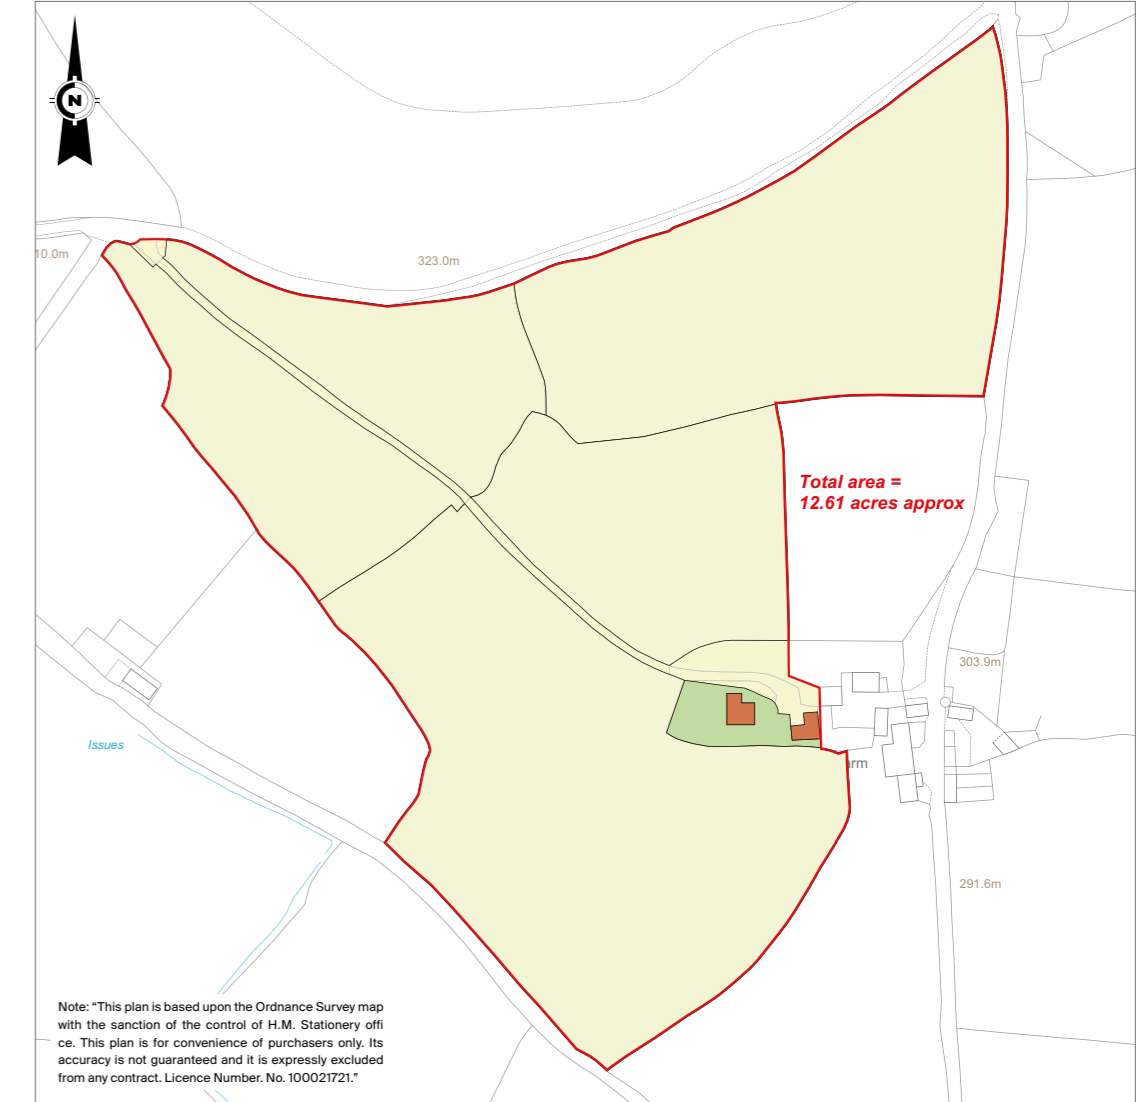 N
10.0m
323.0m
Total area =
12.61 acres approx
303.9m
Issues
arm
291.6m
Note: “This plan is based upon the Ordnance Survey map
with the sanction of the control of H.M. Stationery offi
ce. This plan is for convenience of purchasers only. Its
accuracy is not guaranteed and it is expressly excluded
from any contract. Licence Number. No. 100021721.”